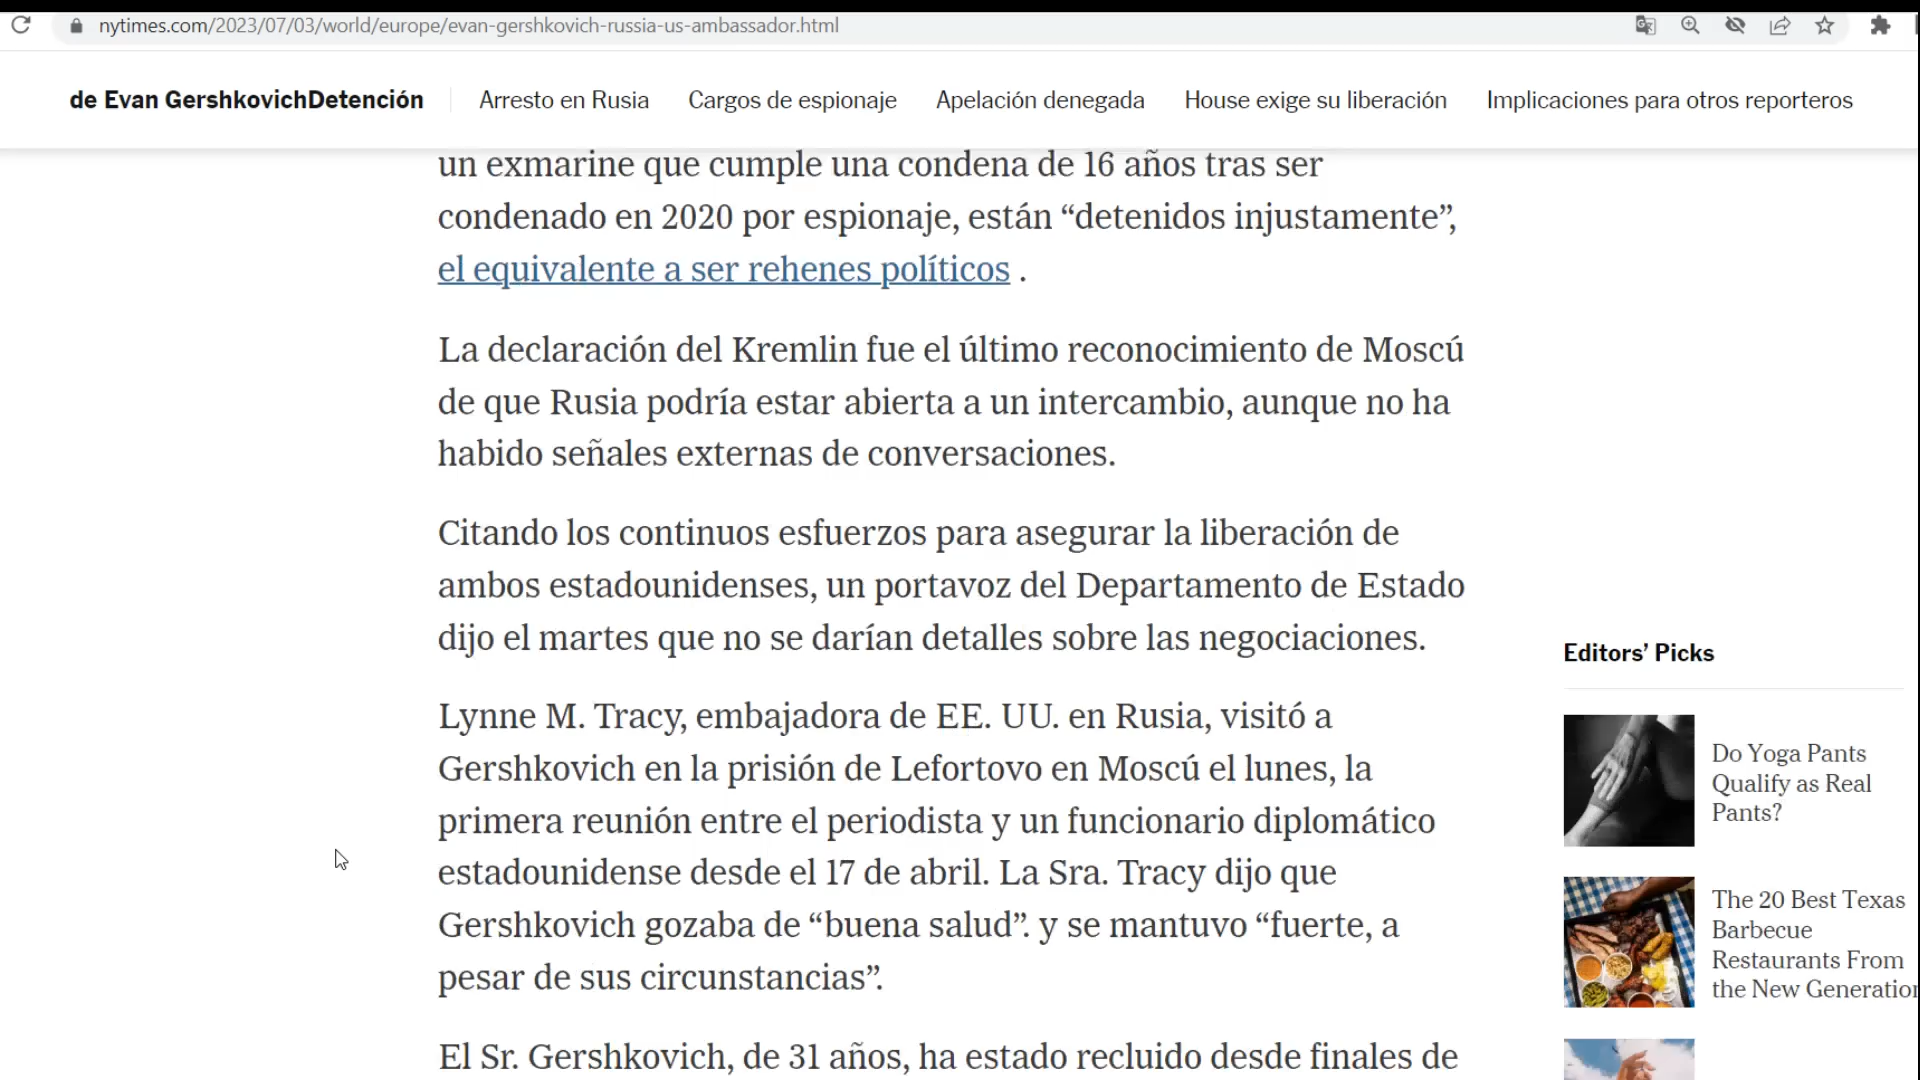 nytimes.com/2023/07/03/world/europe/evan-gershkovich-russia-us-ambassador.html
de Evan GershkovichDetención
Arresto en Rusia
Cargos de espionaje
Apelación denegada
House exige su liberación
Implicaciones para otros reporteros
un exmarine que cumple una condena de 16 años tras ser
condenado en 2020 por espionaje, están “detenidos injustamente”,
el equivalente a ser rehenes políticos .
La declaración del Kremlin fue el último reconocimiento de Moscú
de que Rusia podría estar abierta a un intercambio, aunque no ha
habido señales externas de conversaciones.
Citando los continuos esfuerzos para asegurar la liberación de
ambos estadounidenses, un portavoz del Departamento de Estado
dijo el martes que no se darían detalles sobre las negociaciones.
Lynne M. Tracy, embajadora de EE. UU. en Rusia, visitó a
Gershkovich en la prisión de Lefortovo en Moscú el lunes, la
primera reunión entre el periodista y un funcionario diplomático
estadounidense desde el 17 de abril. La Sra. Tracy dijo que
Gershkovich gozaba de “buena salud”. y se mantuvo “fuerte, a
pesar de sus circunstancias”.
El Sr. Gershkovich, de 31 años, ha estado recluido desde finales de
Editors’ Picks
Do Yoga Pants
Qualify as Real
Pants?
The 20 Best Texas
Barbecue
Restaurants From
the New Generation